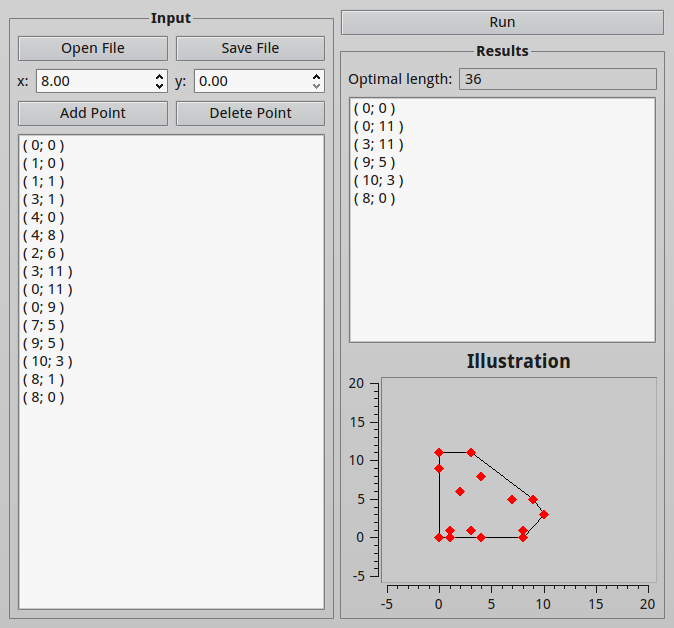 Input
Open File
Save File
x: 8.00
y: 0.00
Add Point
Delete Point
( 0; 0 )
( 1; 0 )
( 1; 1 )
( 3; 1 )
( 4; 0 )
( 4; 8 )
( 2; 6 )
( 3; 11 )
( 0; 11 )
( 0; 9 )
( 7; 5 )
( 9; 5 )
( 10; 3 )
( 8; 1 )
( 8; 0 )
Run
Results
Optimal length: 36
( 0; 0 )
( 0; 11 )
( 3; 11 )
( 9; 5 )
( 10; 3 )
( 8; 0 )
Illustration
20
15
10
5
0
-5
-5 0 5 10 15 20